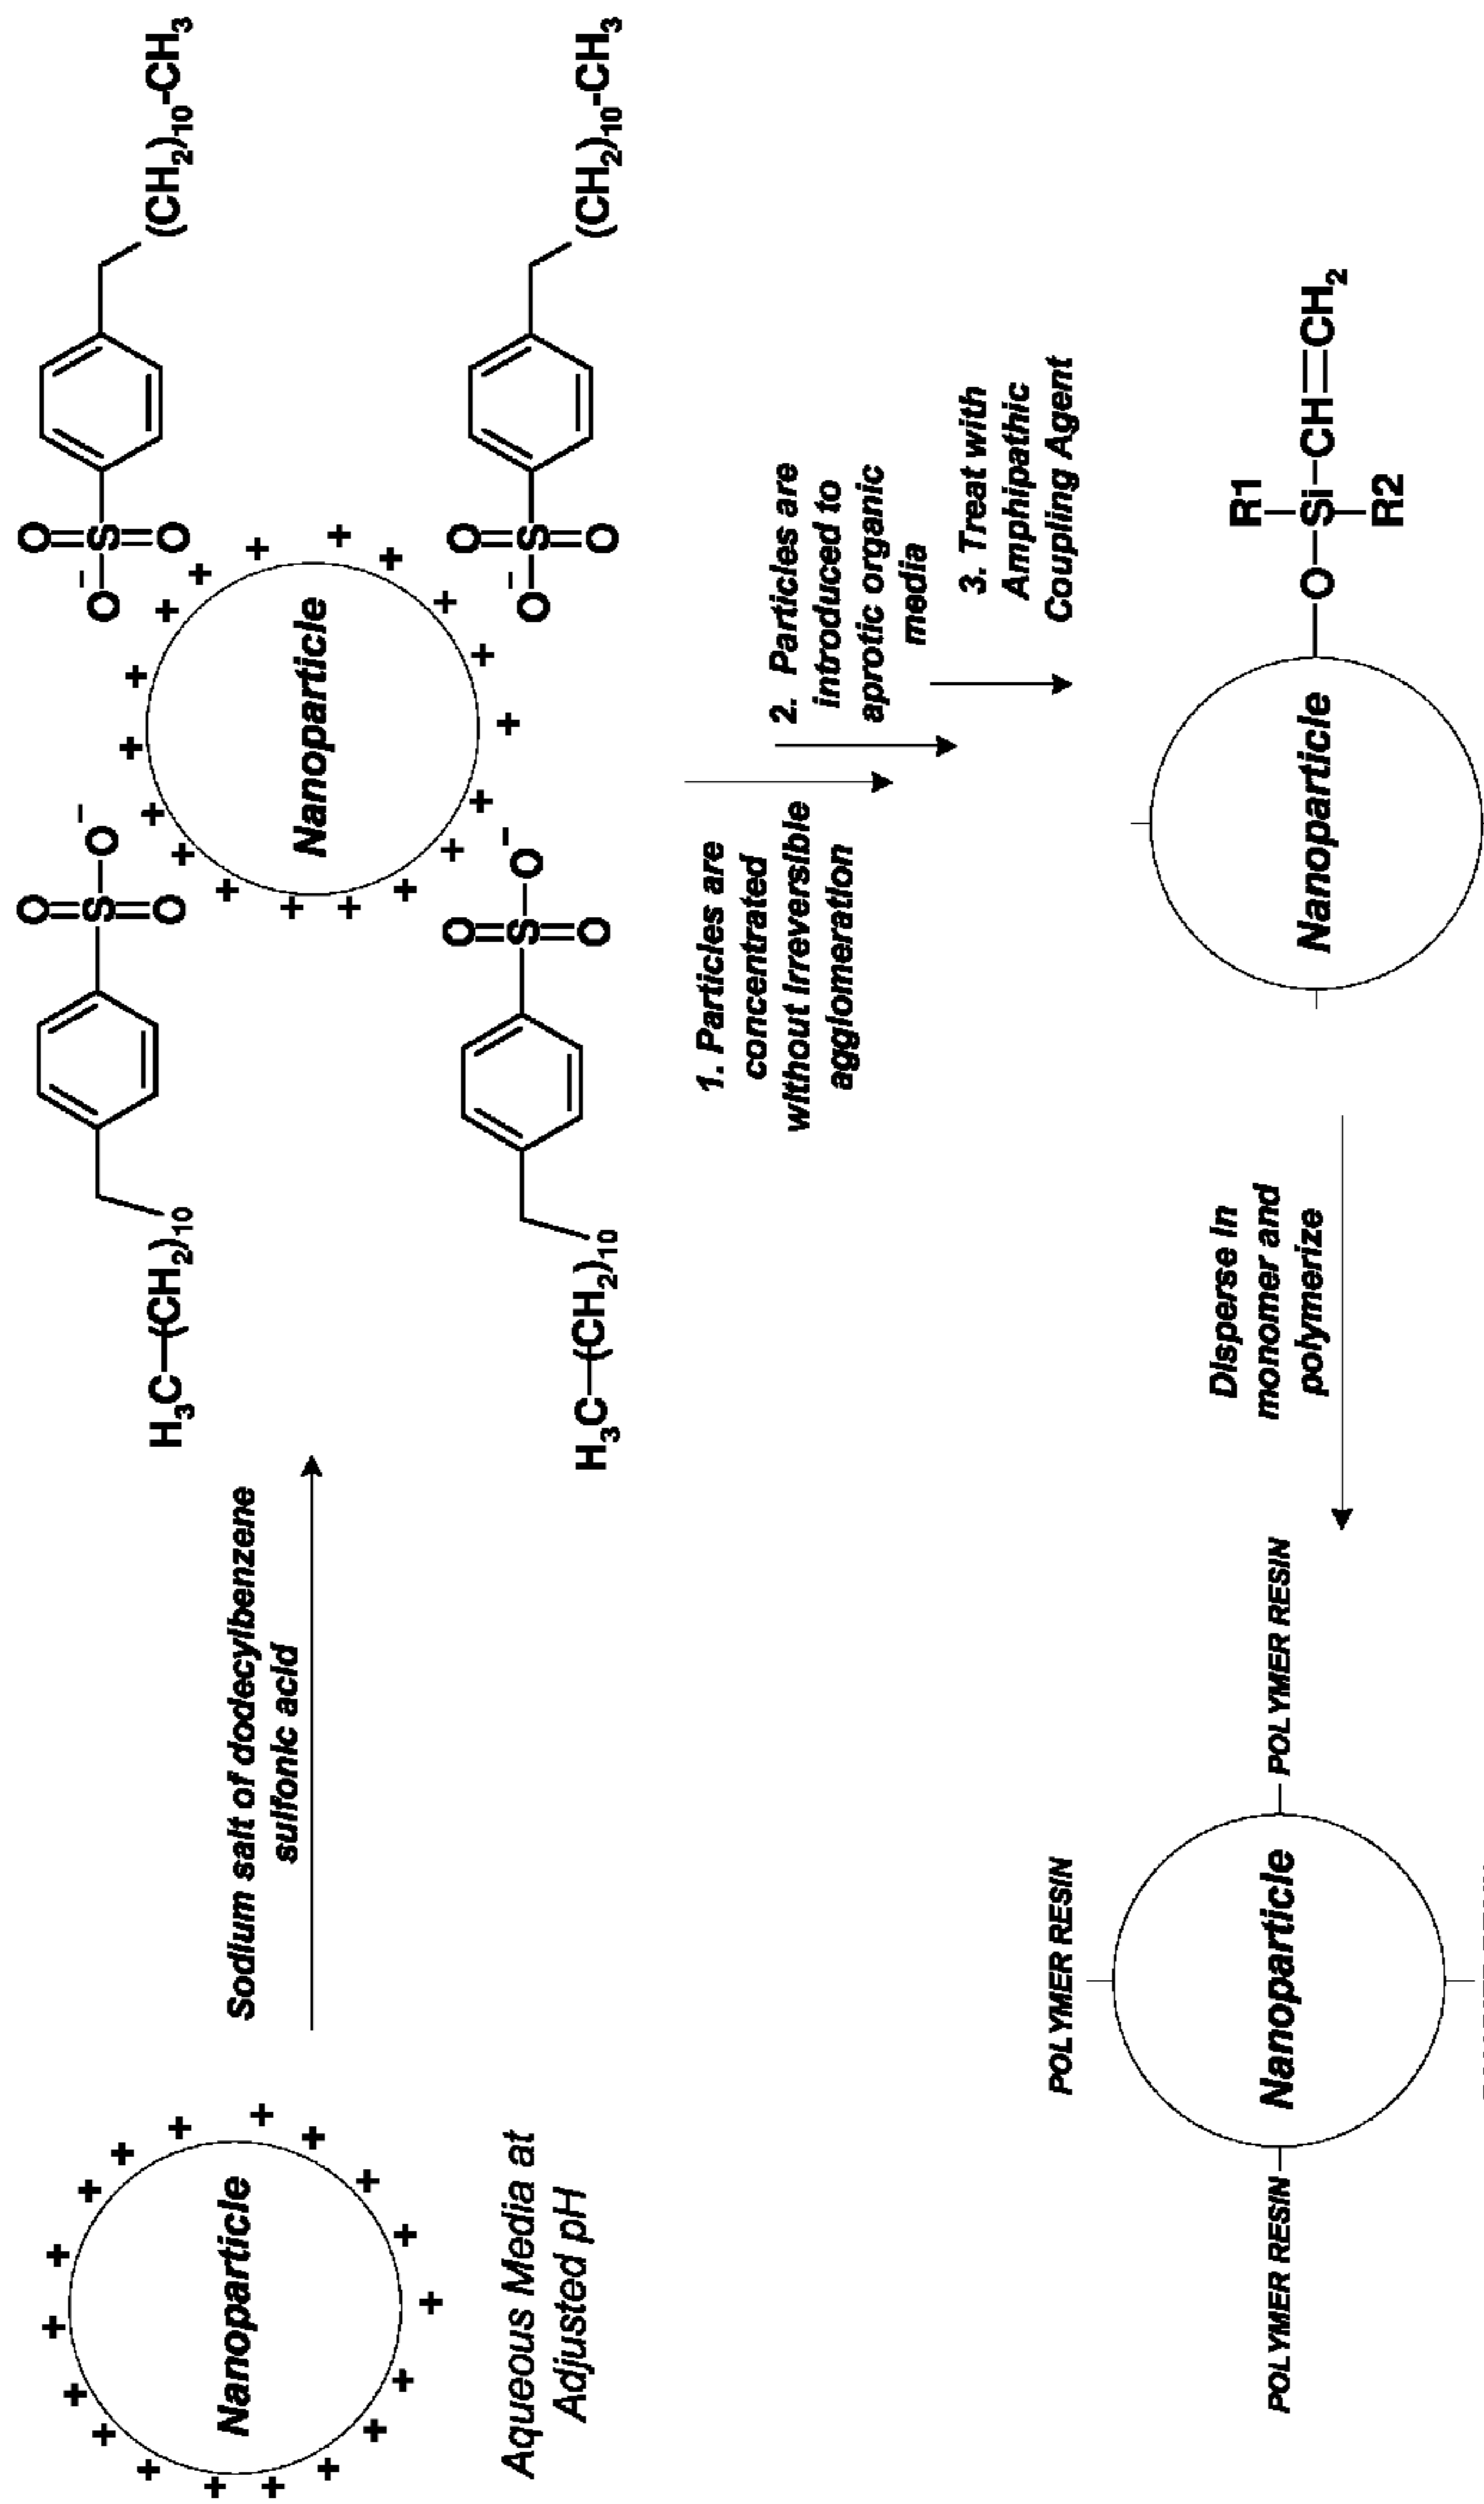 Nanoparticle
Aqueous Media at
Adjusted pH
Sodium salt of dodecylbenzene
sulfonic acid
O
S
O
O⁻
H₃C—(CH₂)₁₀
O
S
O
O⁻
(CH₂)₁₀-CH₃
Nanoparticle
O
S
O
O⁻
H₃C—(CH₂)₁₀
O
S
O
O⁻
(CH₂)₁₀-CH₃
1. Particles are
concentrated
without irreversible
agglomeration
2. Particles are
introduced to
aprotic organic
media
3. Treat with
Amphipathic
Coupling Agent
Nanoparticle
R1
O—Si—CH=CH₂
R2
Disperse in
monomer and
polymerize
POLYMER RESIN
POLYMER RESIN
Nanoparticle
POLYMER RESIN